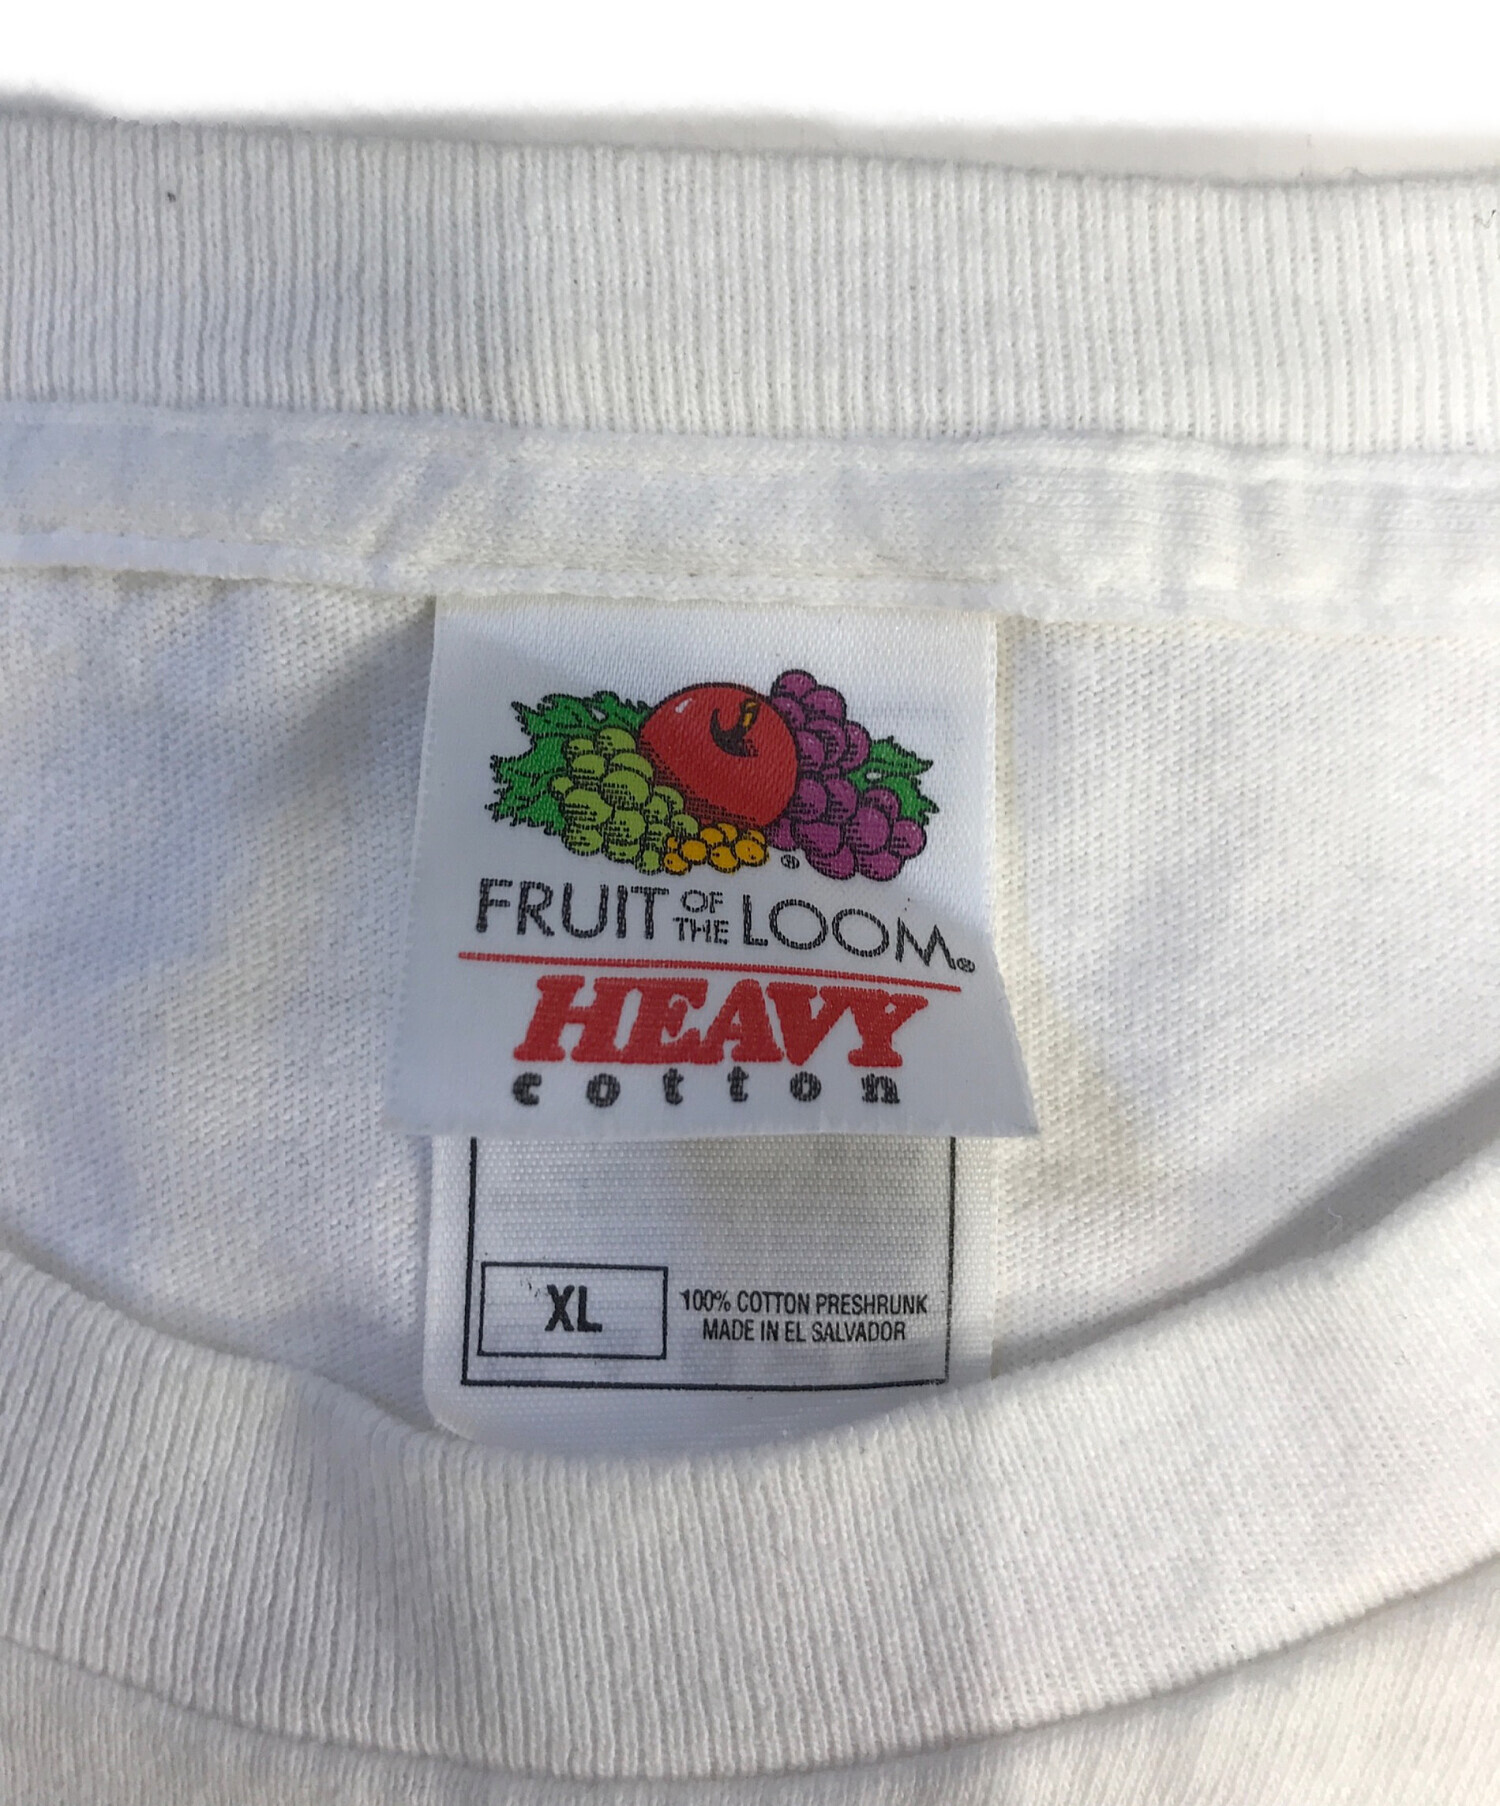 ®
FRUIT OF THE LOOM®
HEAVY
cotton
XL
100% COTTON PRESHRUNK
MADE IN EL SALVADOR